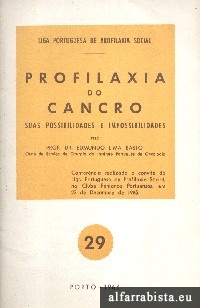 LIGA PORTUGUESA DE PROFILAXIA SOCIAL
PROFILAXIA
DO
CANCRO
SUAS POSSIBILIDADES E IMPOSSIBILIDADES
PELO
PROF. DR. EDMUNDO LIMA BASTO
Conferência realizada a convite da
Liga Portuguesa de Profilaxia Social,
no Clube Fenianos Portuenses, em
de Dezembro de
29
PORTO
alfarrabista.eu